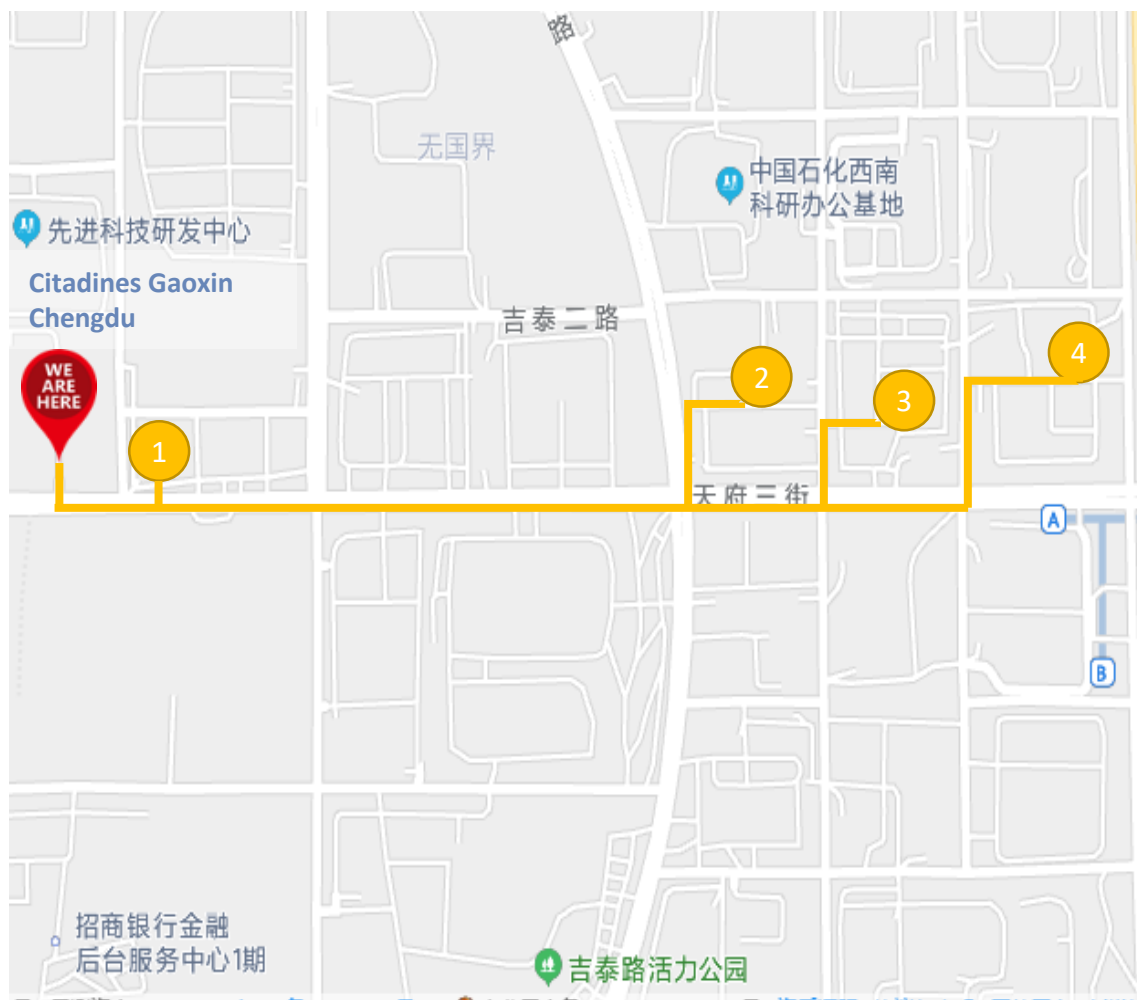 路
无国界
中国石化西南
科研办公基地
先进科技研发中心
Citadines Gaoxin
Chengdu
吉泰二路
WE
ARE
HERE
1
2
3
4
天府三街
A
B
招商银行金融
后台服务中心1期
吉泰路活力公园